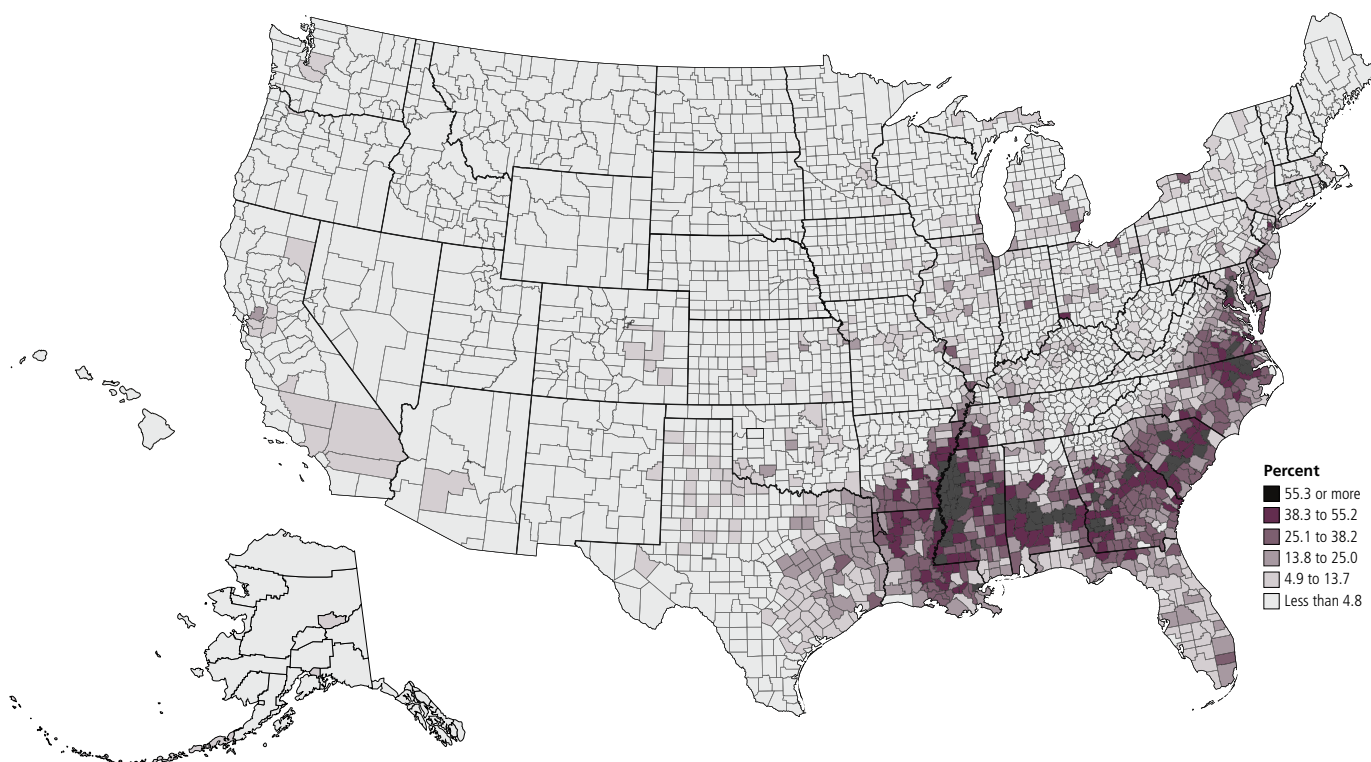 Percent
55.3 or more
38.3 to 55.2
25.1 to 38.2
13.8 to 25.0
4.9 to 13.7
Less than 4.8